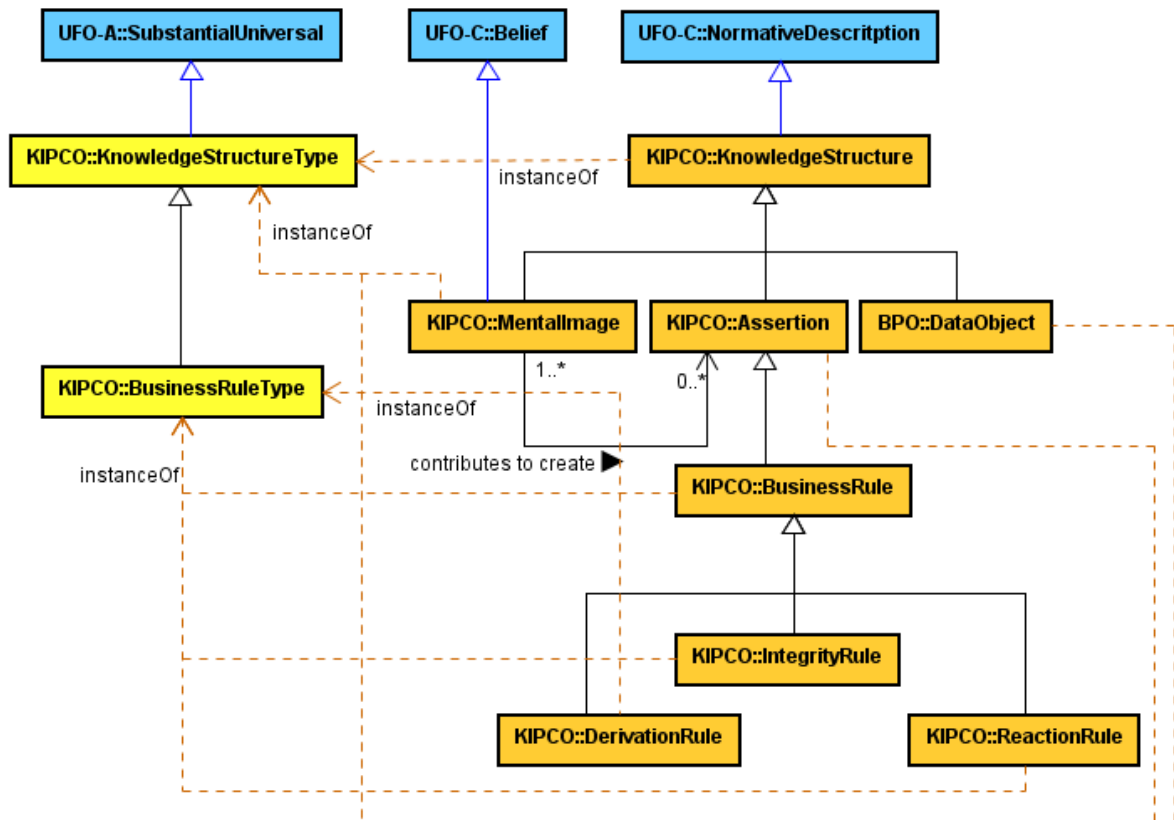 UFO-A::SubstantialUniversal
UFO-C::Belief
UFO-C::NormativeDescritption
KIPCO::KnowledgeStructureType
KIPCO::KnowledgeStructure
instanceOf
instanceOf
KIPCO::MentalImage
KIPCO::Assertion
BPO::DataObject
1..*
0..*
KIPCO::BusinessRuleType
instanceOf
contributes to create
instanceOf
KIPCO::BusinessRule
KIPCO::IntegrityRule
KIPCO::DerivationRule
KIPCO::ReactionRule